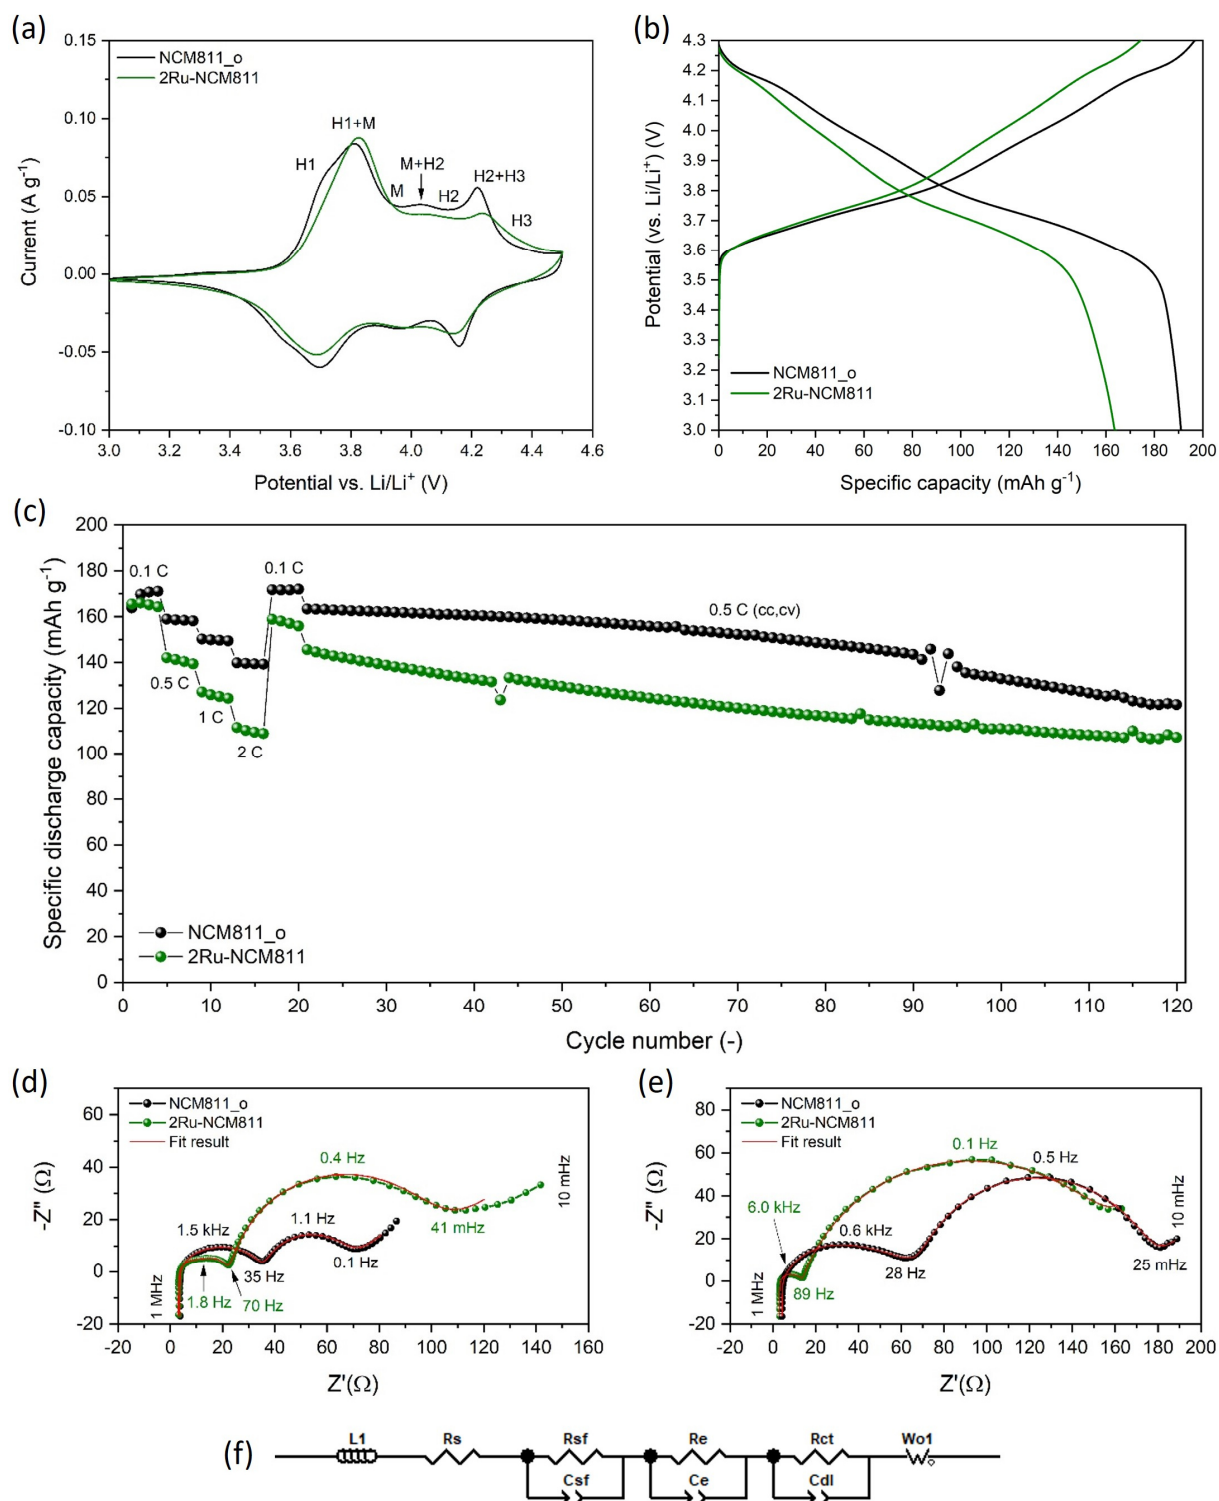 (a)
0.15
0.10
0.05
0.00
-0.05
-0.10
Current (A g⁻¹)
NCM811_o
2Ru-NCM811
H1+M
H1
M+H2
M
H2
H2+H3
H3
3.0 3.2 3.4 3.6 3.8 4.0 4.2 4.4 4.6
Potential vs. Li/Li⁺ (V)
(b)
4.3
4.2
4.1
4.0
3.9
3.8
3.7
3.6
3.5
3.4
3.3
3.2
3.1
3.0
Potential (vs. Li/Li⁺) (V)
NCM811_o
2Ru-NCM811
0 20 40 60 80 100 120 140 160 180 200
Specific capacity (mAh g⁻¹)
(c)
200
180
160
140
120
100
80
60
40
20
0
Specific discharge capacity (mAh g⁻¹)
0.1 C
0.5 C
1 C
2 C
0.1 C
0.5 C (cc,cv)
NCM811_o
2Ru-NCM811
0 10 20 30 40 50 60 70 80 90 100 110 120
Cycle number (-)
(d)
60
40
20
0
-20
-Z'' (Ω)
NCM811_o
2Ru-NCM811
Fit result
0.4 Hz
1.5 kHz
1.1 Hz
10 mHz
41 mHz
0.1 Hz
35 Hz
1 MHz
1.8 Hz
70 Hz
-20 0 20 40 60 80 100 120 140 160
Z'(Ω)
(e)
80
60
40
20
0
-20
-Z'' (Ω)
NCM811_o
2Ru-NCM811
Fit result
0.1 Hz
0.5 Hz
6.0 kHz
0.6 kHz
10 mHz
28 Hz
25 mHz
1 MHz
89 Hz
-20 0 20 40 60 80 100 120 140 160 180 200
Z'(Ω)
(f)
L1 Rs Rsf Re Rct Wo1
Csf Ce Cdl